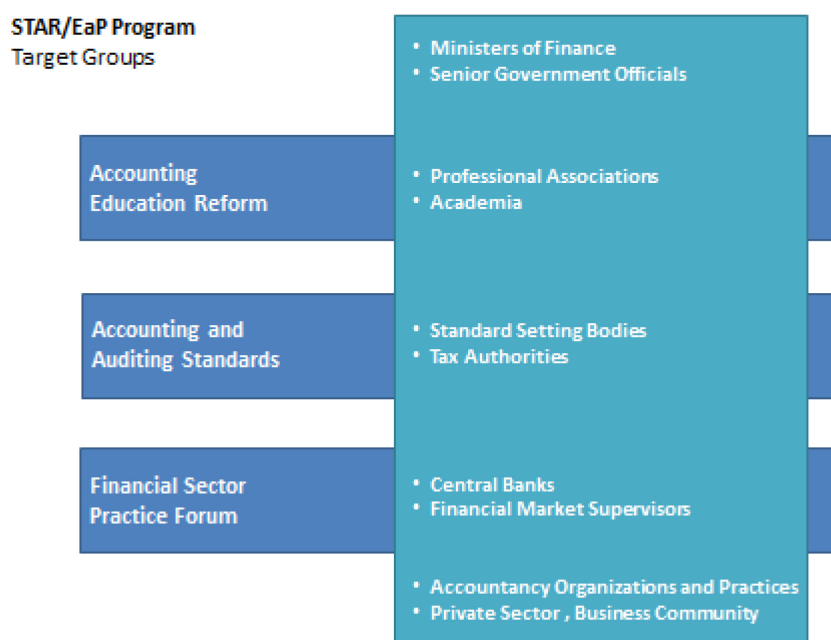 STAR/EaP Program
Target Groups
• Ministers of Finance
• Senior Government Officials
Accounting
Education Reform
• Professional Associations
• Academia
Accounting and
Auditing Standards
• Standard Setting Bodies
• Tax Authorities
Financial Sector
Practice Forum
• Central Banks
• Financial Market Supervisors
• Accountancy Organizations and Practices
• Private Sector , Business Community